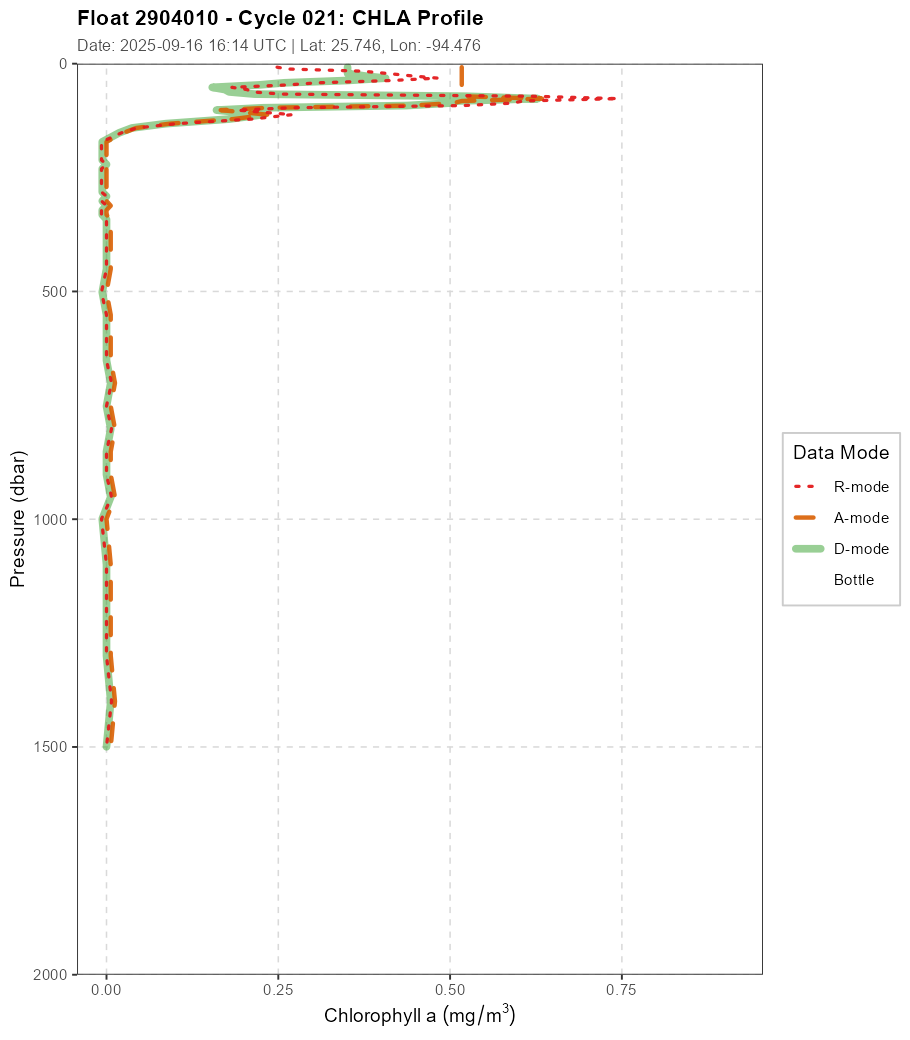 Float 2904010 - Cycle 021: CHLA Profile
Date: 2025-09-16 16:14 UTC | Lat: 25.746, Lon: -94.476
0
500
1000
1500
2000
Pressure (dbar)
0.00
0.25
0.50
0.75
Chlorophyll a (mg/m³)
Data Mode
R-mode
A-mode
D-mode
Bottle